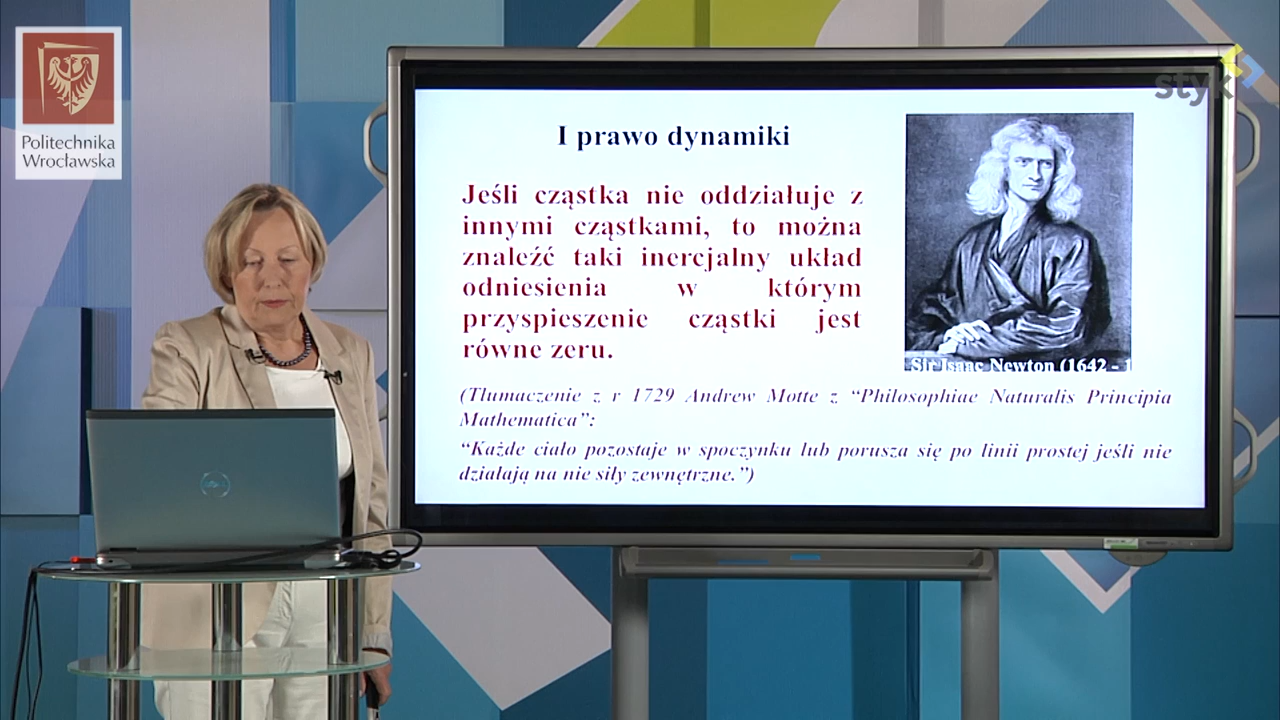 Politechnika
Wrocławska
styk
I prawo dynamiki
Jeśli cząstka nie oddziałuje z
innymi cząstkami, to można
znaleźć taki inercjalny układ
odniesienia w którym
przyspieszenie cząstki jest
równe zeru.
Sir Isaac Newton (1642 - 1
(Tłumaczenie z r 1729 Andrew Motte z “Philosophiae Naturalis Principia
Mathematica”:
“Każde ciało pozostaje w spoczynku lub porusza się po linii prostej jeśli nie
działają na nie siły zewnętrzne.”)
DELL